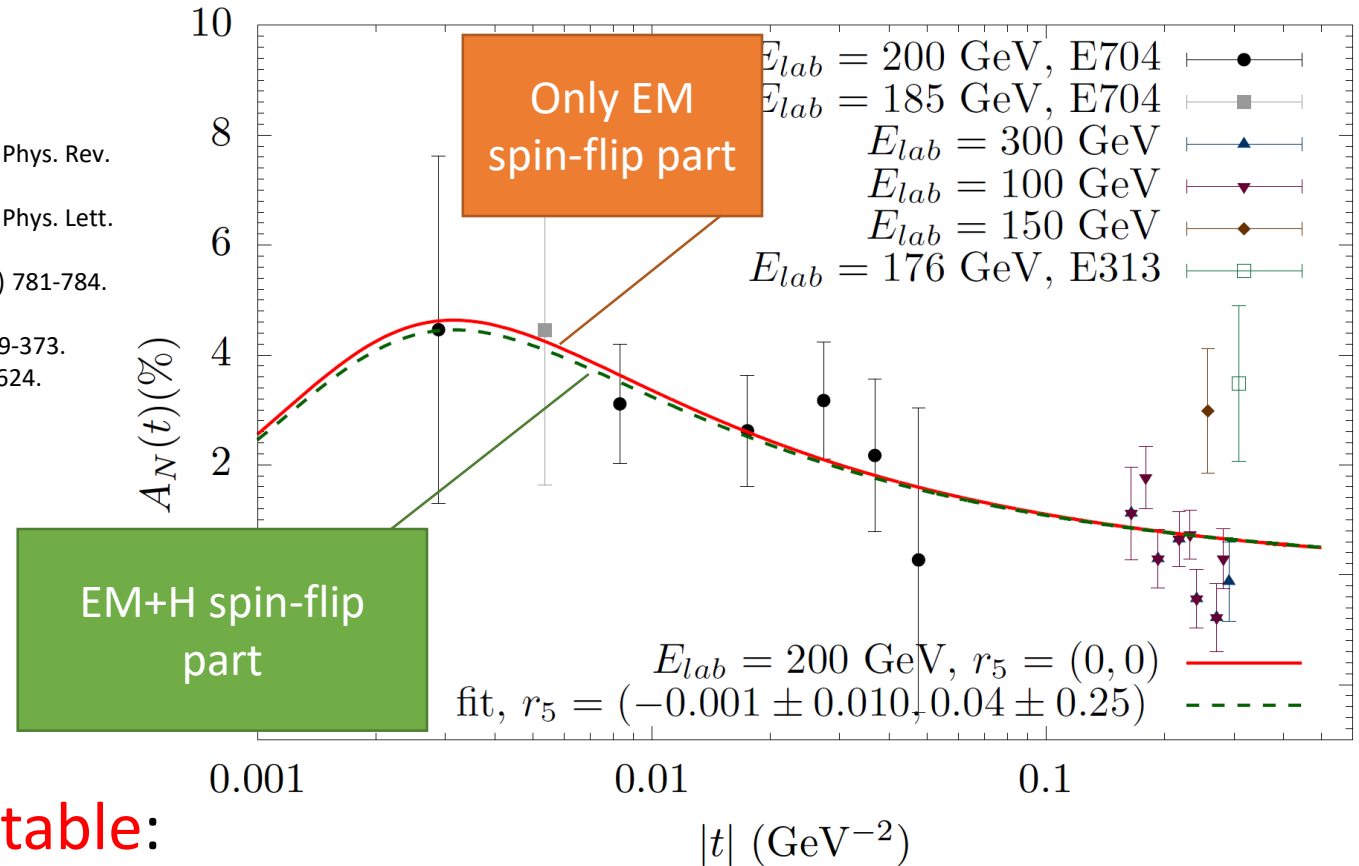 Phys. Rev.
Phys. Lett.
) 781-784.
9-373.
624.
table:
10
8
6
4
2
A_N(t)(%)
0.001
0.01
0.1
|t| (GeV⁻²)
Only EM
spin-flip part
EM+H spin-flip
part
E_lab = 200 GeV, E704
E_lab = 185 GeV, E704
E_lab = 300 GeV
E_lab = 100 GeV
E_lab = 150 GeV
E_lab = 176 GeV, E313
E_lab = 200 GeV, r₅ = (0, 0)
fit, r₅ = (−0.001 ± 0.010, 0.04 ± 0.25)